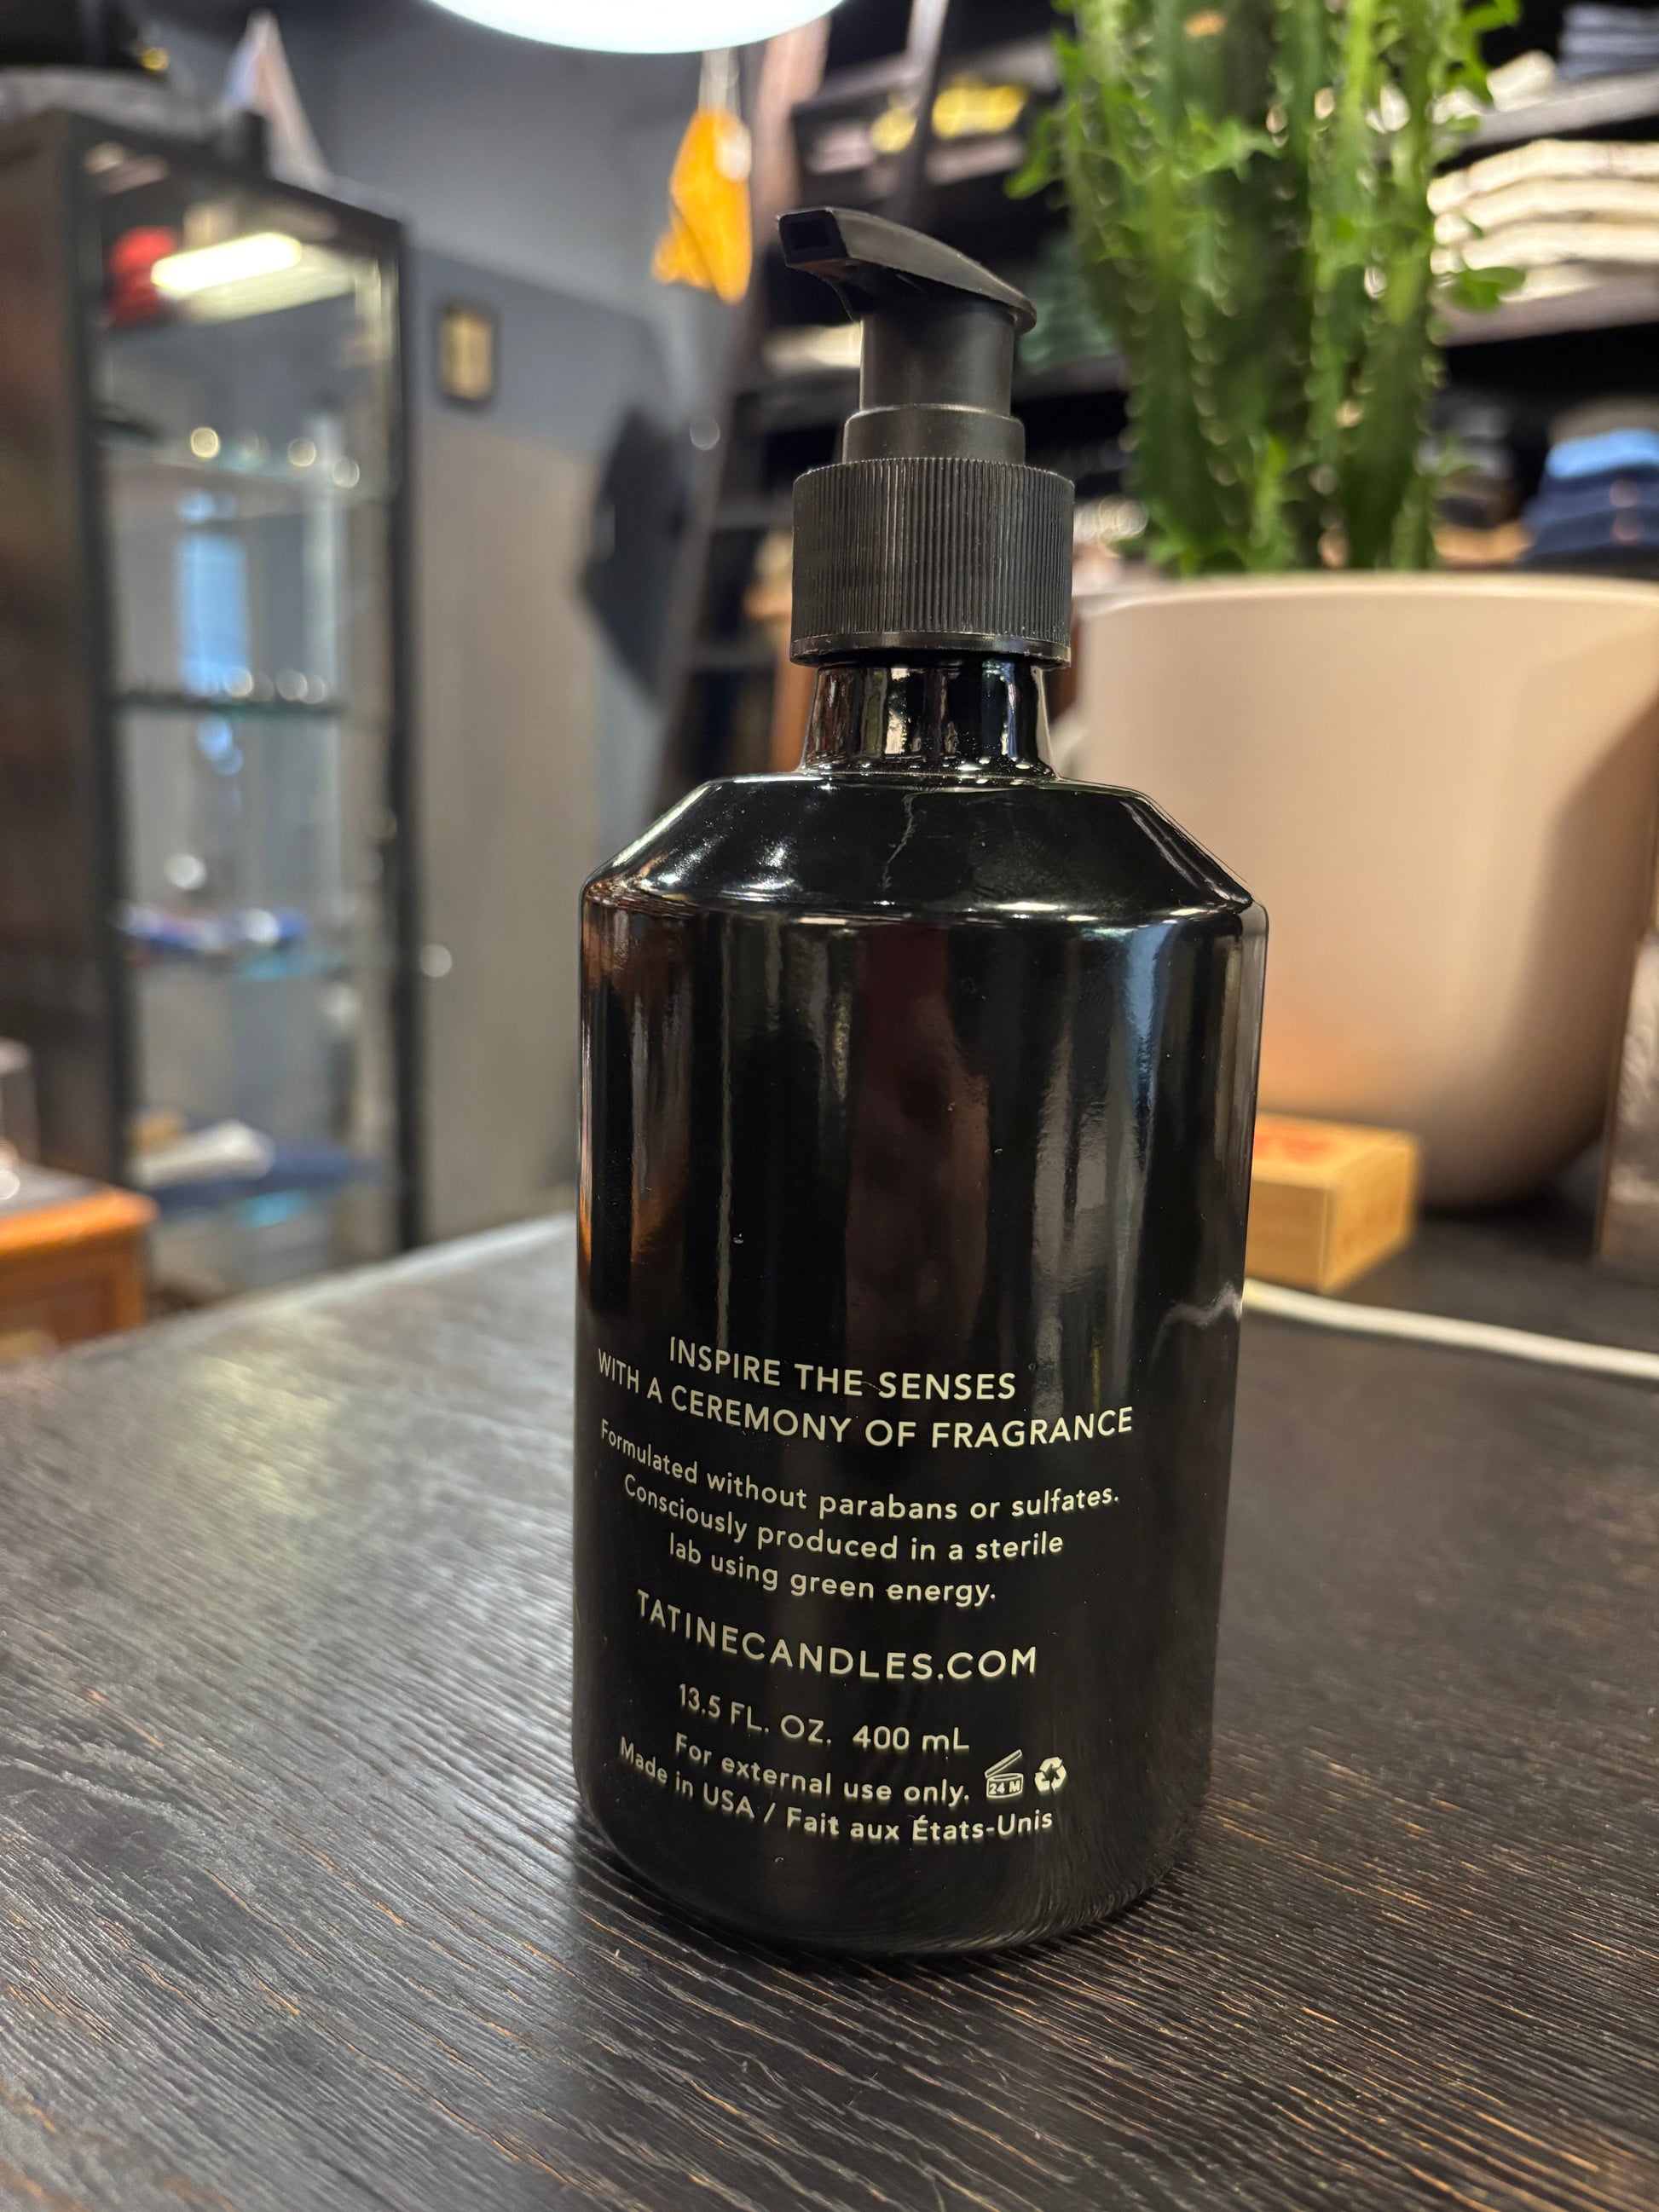 INSPIRE THE SENSES
WITH A CEREMONY OF FRAGRANCE
Formulated without parabans or sulfates.
Consciously produced in a sterile
lab using green energy.
TATINECANDLES.COM
13.5 FL. OZ. 400 mL
For external use only. 24 M
Made in USA / Fait aux États-Unis